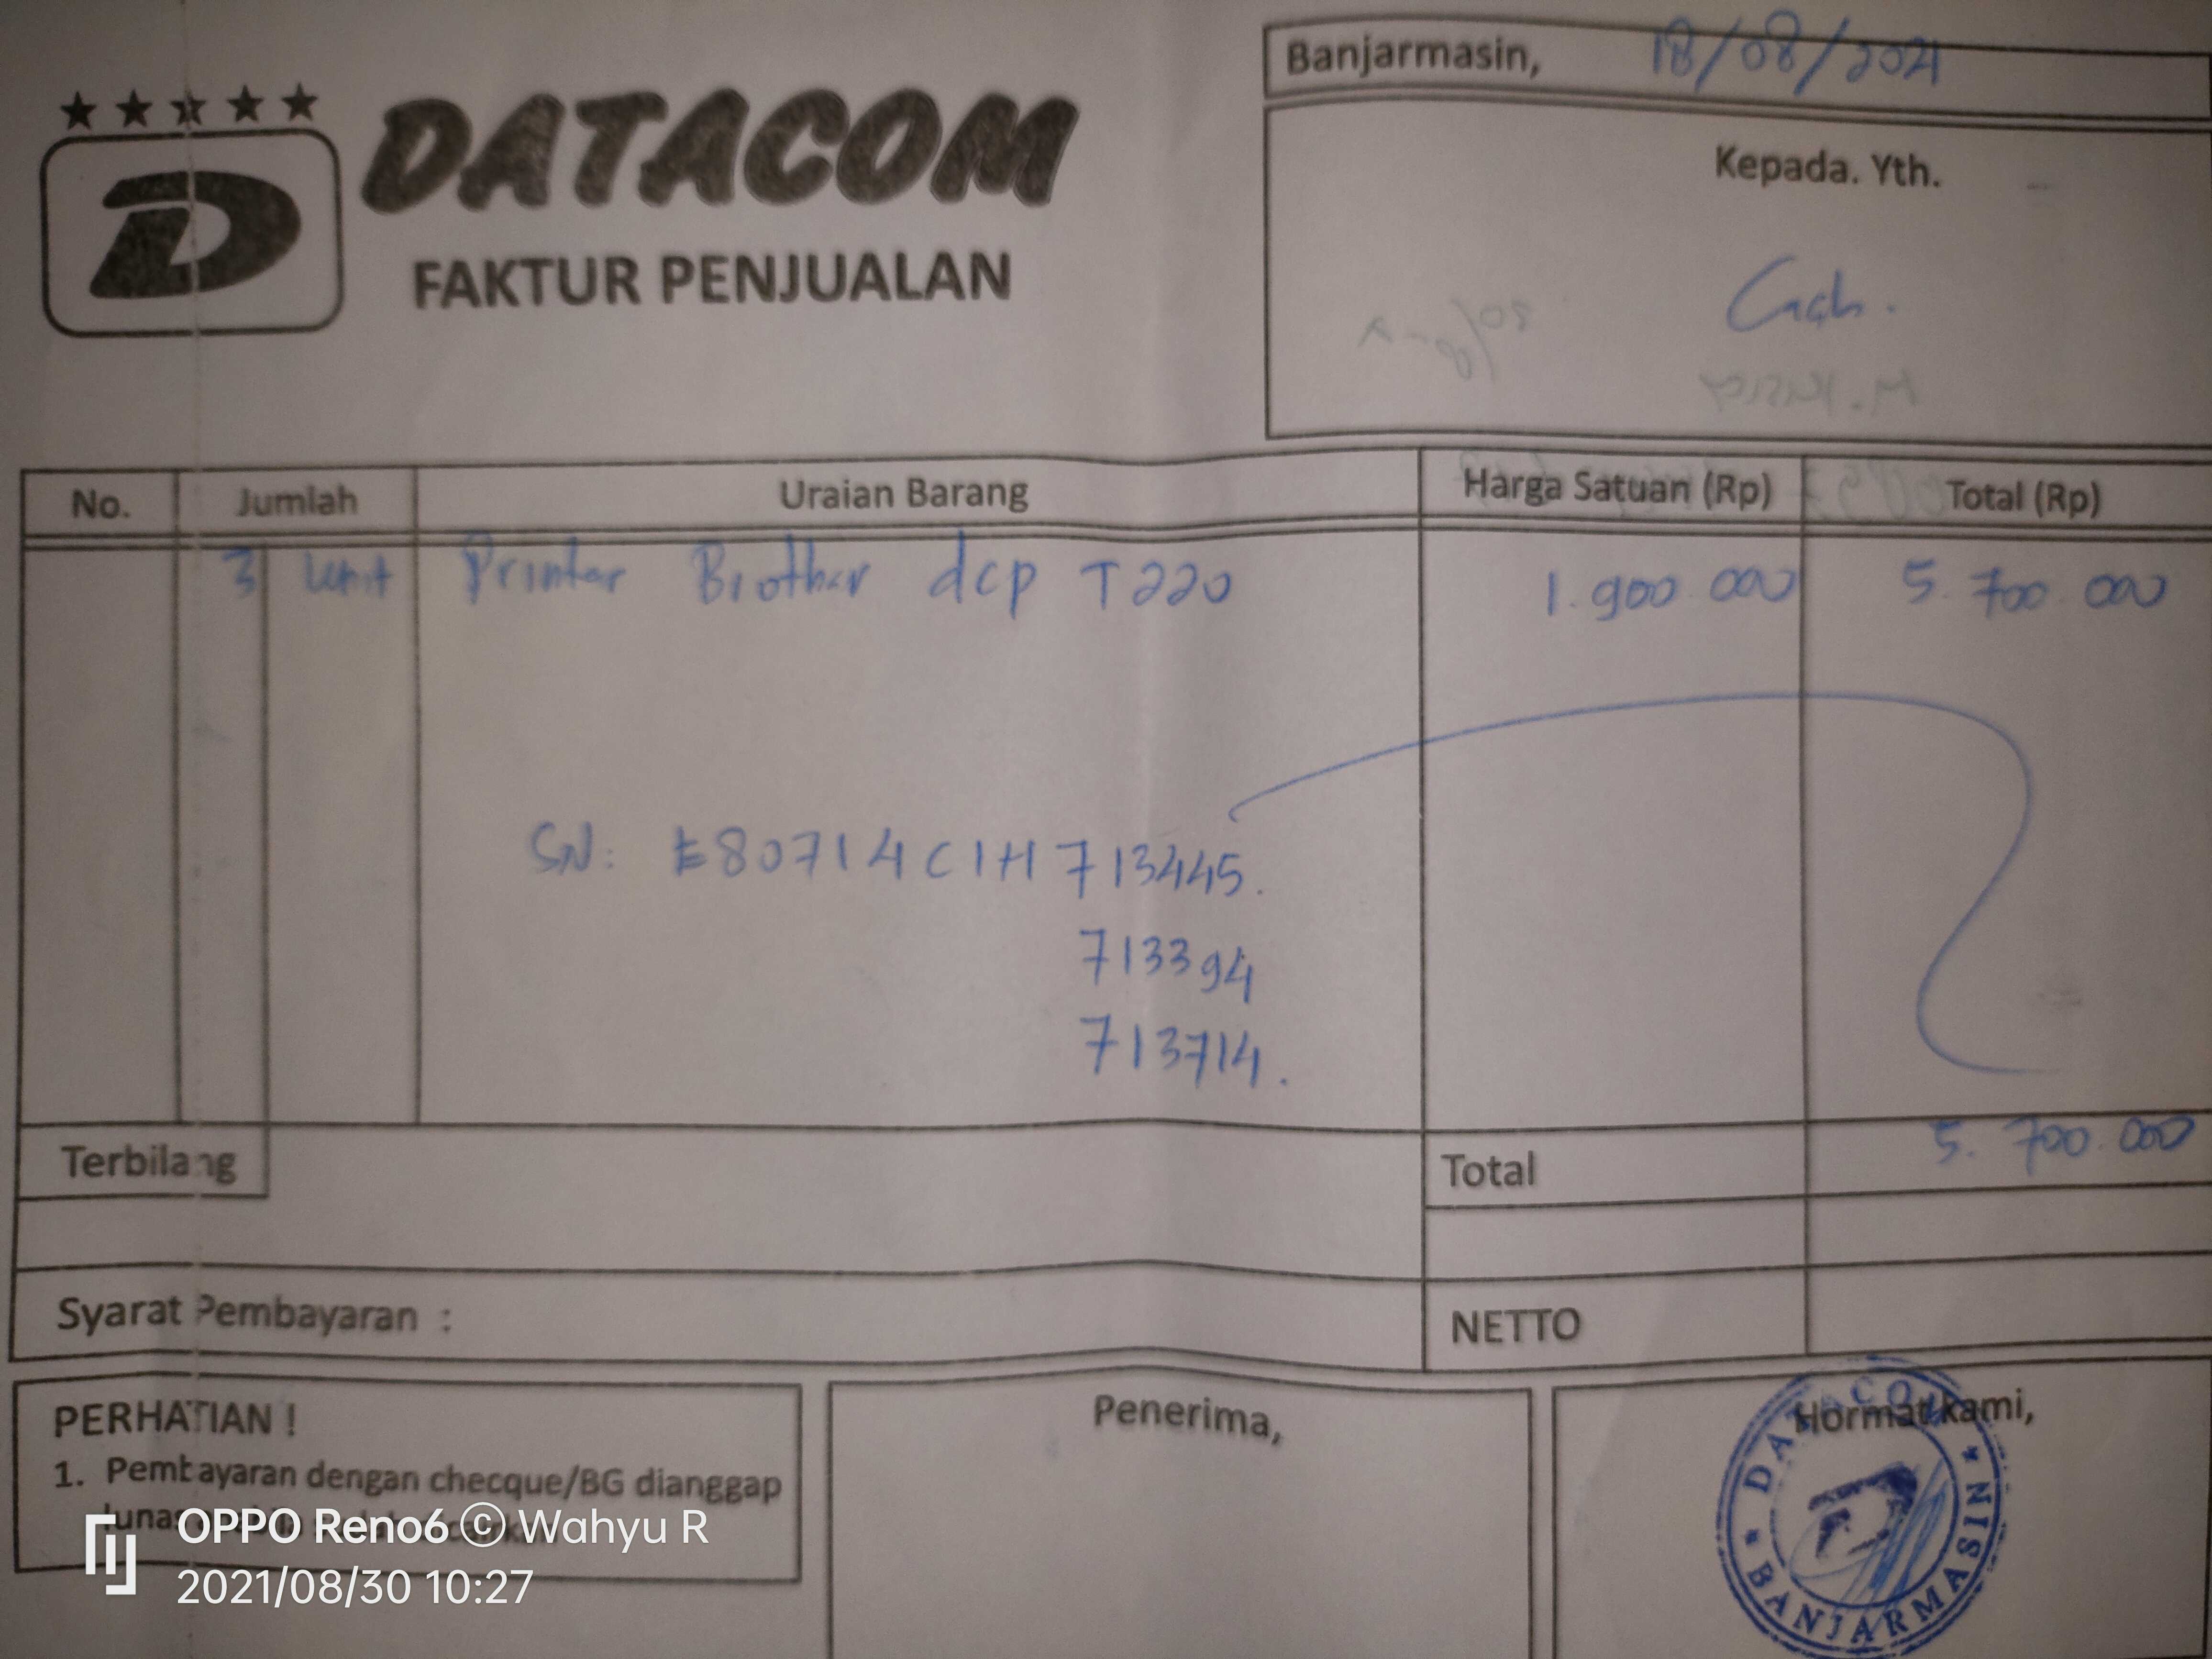 Banjarmasin, 18/08/2021
DATACOM
FAKTUR PENJUALAN
Kepada. Yth.
Cash.
No. Jumlah Uraian Barang Harga Satuan (Rp) Total (Rp)
3 Unit Printer Brother dcp T220 1.900.000 5.700.000
SN: E80714C1H713445.
713394
713714.
Terbilang
Total 5.700.000
Syarat Pembayaran :
NETTO
PERHATIAN !
1. Pembayaran dengan checque/BG dianggap
Penerima,
Hormat kami,
DATACOM
BANJARMASIN
OPPO Reno6 © Wahyu R
2021/08/30 10:27